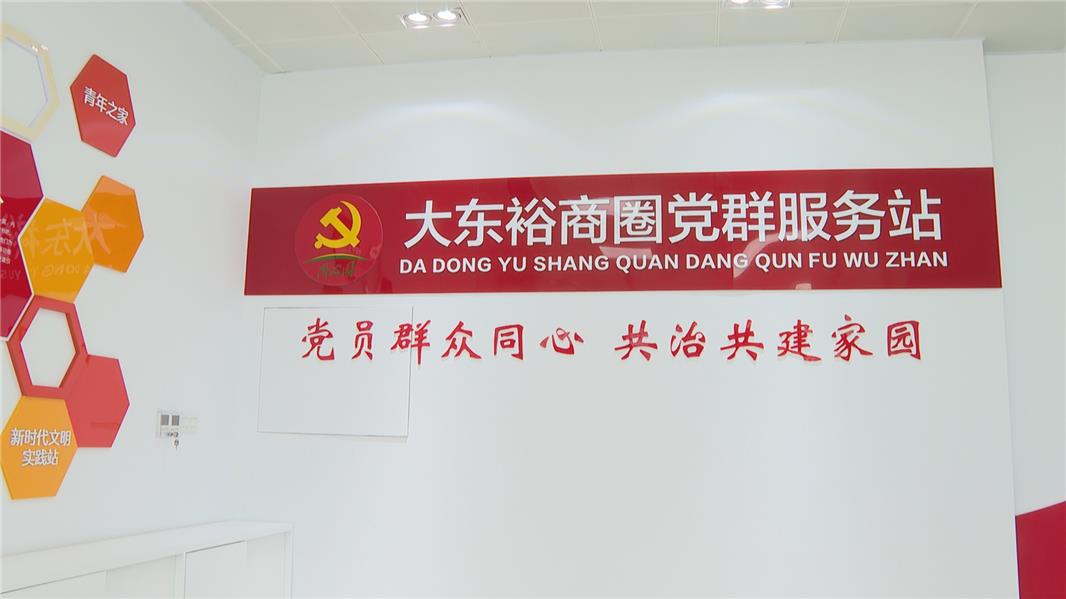 青年之家
大东裕商圈党群服务站
DA DONG YU SHANG QUAN DANG QUN FU WU ZHAN
党员群众同心 共治共建家园
新时代文明
实践站